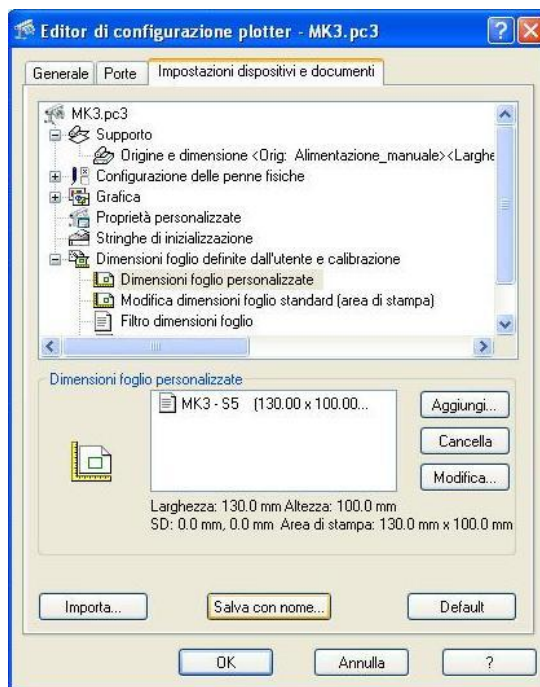 Editor di configurazione plotter - MK3.pc3
Generale Porte Impostazioni dispositivi e documenti
MK3.pc3
Supporto
Origine e dimensione <Orig: Alimentazione_manuale><Larghe
Configurazione delle penne fisiche
Grafica
Proprietà personalizzate
Stringhe di inizializzazione
Dimensioni foglio definite dall'utente e calibrazione
Dimensioni foglio personalizzate
Modifica dimensioni foglio standard (area di stampa)
Filtro dimensioni foglio
Dimensioni foglio personalizzate
MK3 - S5 (130.00 x 100.00...
Aggiungi...
Cancella
Modifica...
Larghezza: 130.0 mm Altezza: 100.0 mm
SD: 0.0 mm, 0.0 mm Area di stampa: 130.0 mm x 100.0 mm
Importa... Salva con nome... Default
OK Annulla ?